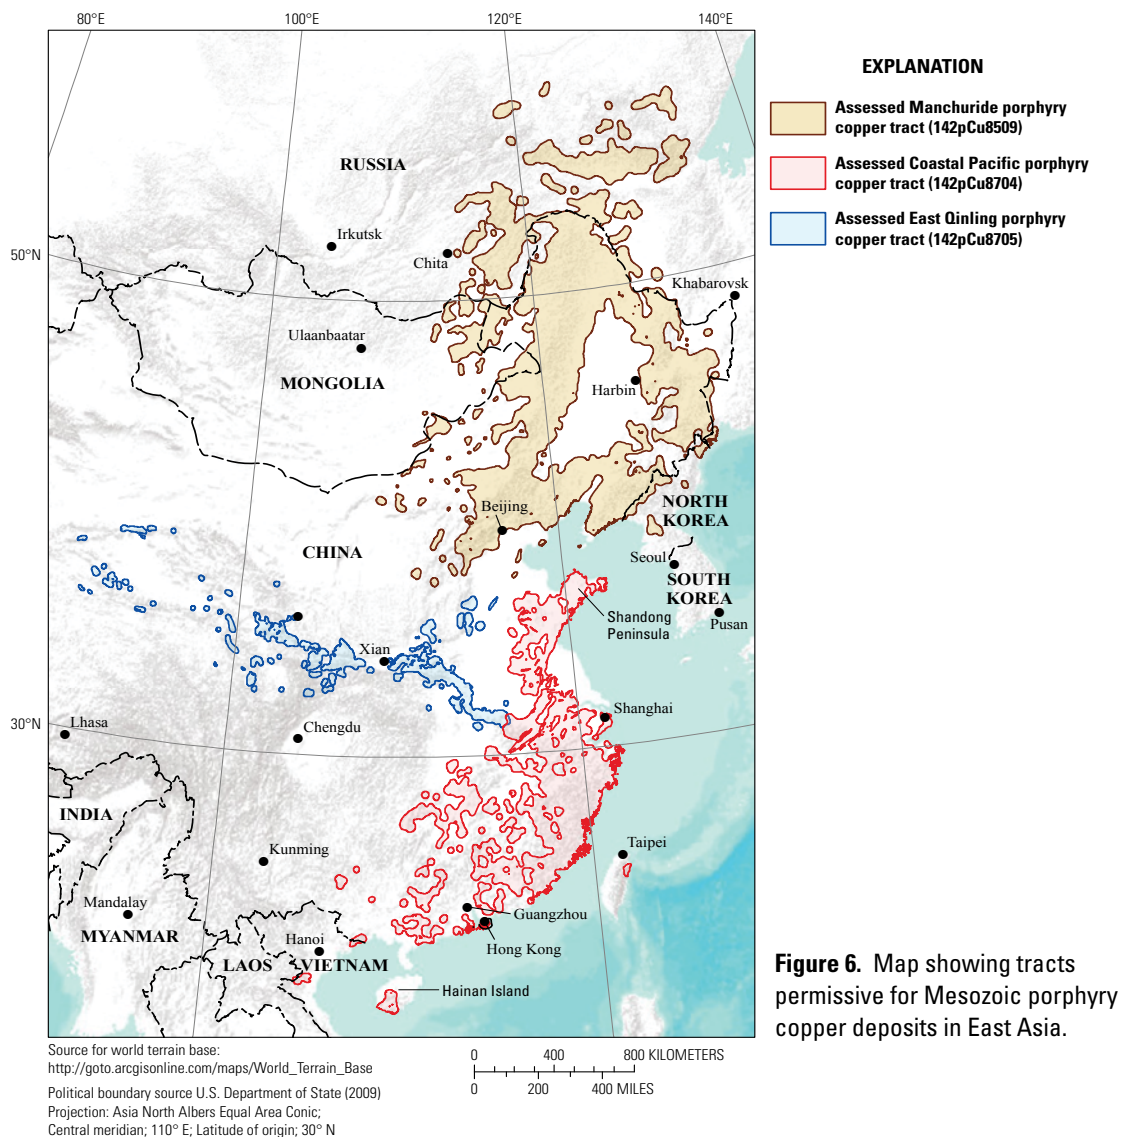 80°E
100°E
120°E
140°E
EXPLANATION
Assessed Manchuride porphyry
copper tract (142pCu8509)
Assessed Coastal Pacific porphyry
copper tract (142pCu8704)
Assessed East Qinling porphyry
copper tract (142pCu8705)
RUSSIA
Irkutsk
Chita
50°N
Khabarovsk
Ulaanbaatar
MONGOLIA
Harbin
Beijing
NORTH
KOREA
CHINA
Seoul
SOUTH
KOREA
Shandong
Peninsula
Pusan
Xian
Shanghai
30°N
Lhasa
Chengdu
INDIA
Taipei
Kunming
Mandalay
Guangzhou
MYANMAR
Hanoi
Hong Kong
LAOS
VIETNAM
Hainan Island
Figure 6. Map showing tracts
permissive for Mesozoic porphyry
copper deposits in East Asia.
Source for world terrain base:
http://goto.arcgisonline.com/maps/World_Terrain_Base
Political boundary source U.S. Department of State (2009)
Projection: Asia North Albers Equal Area Conic;
Central meridian; 110° E; Latitude of origin; 30° N
0 400 800 KILOMETERS
0 200 400 MILES